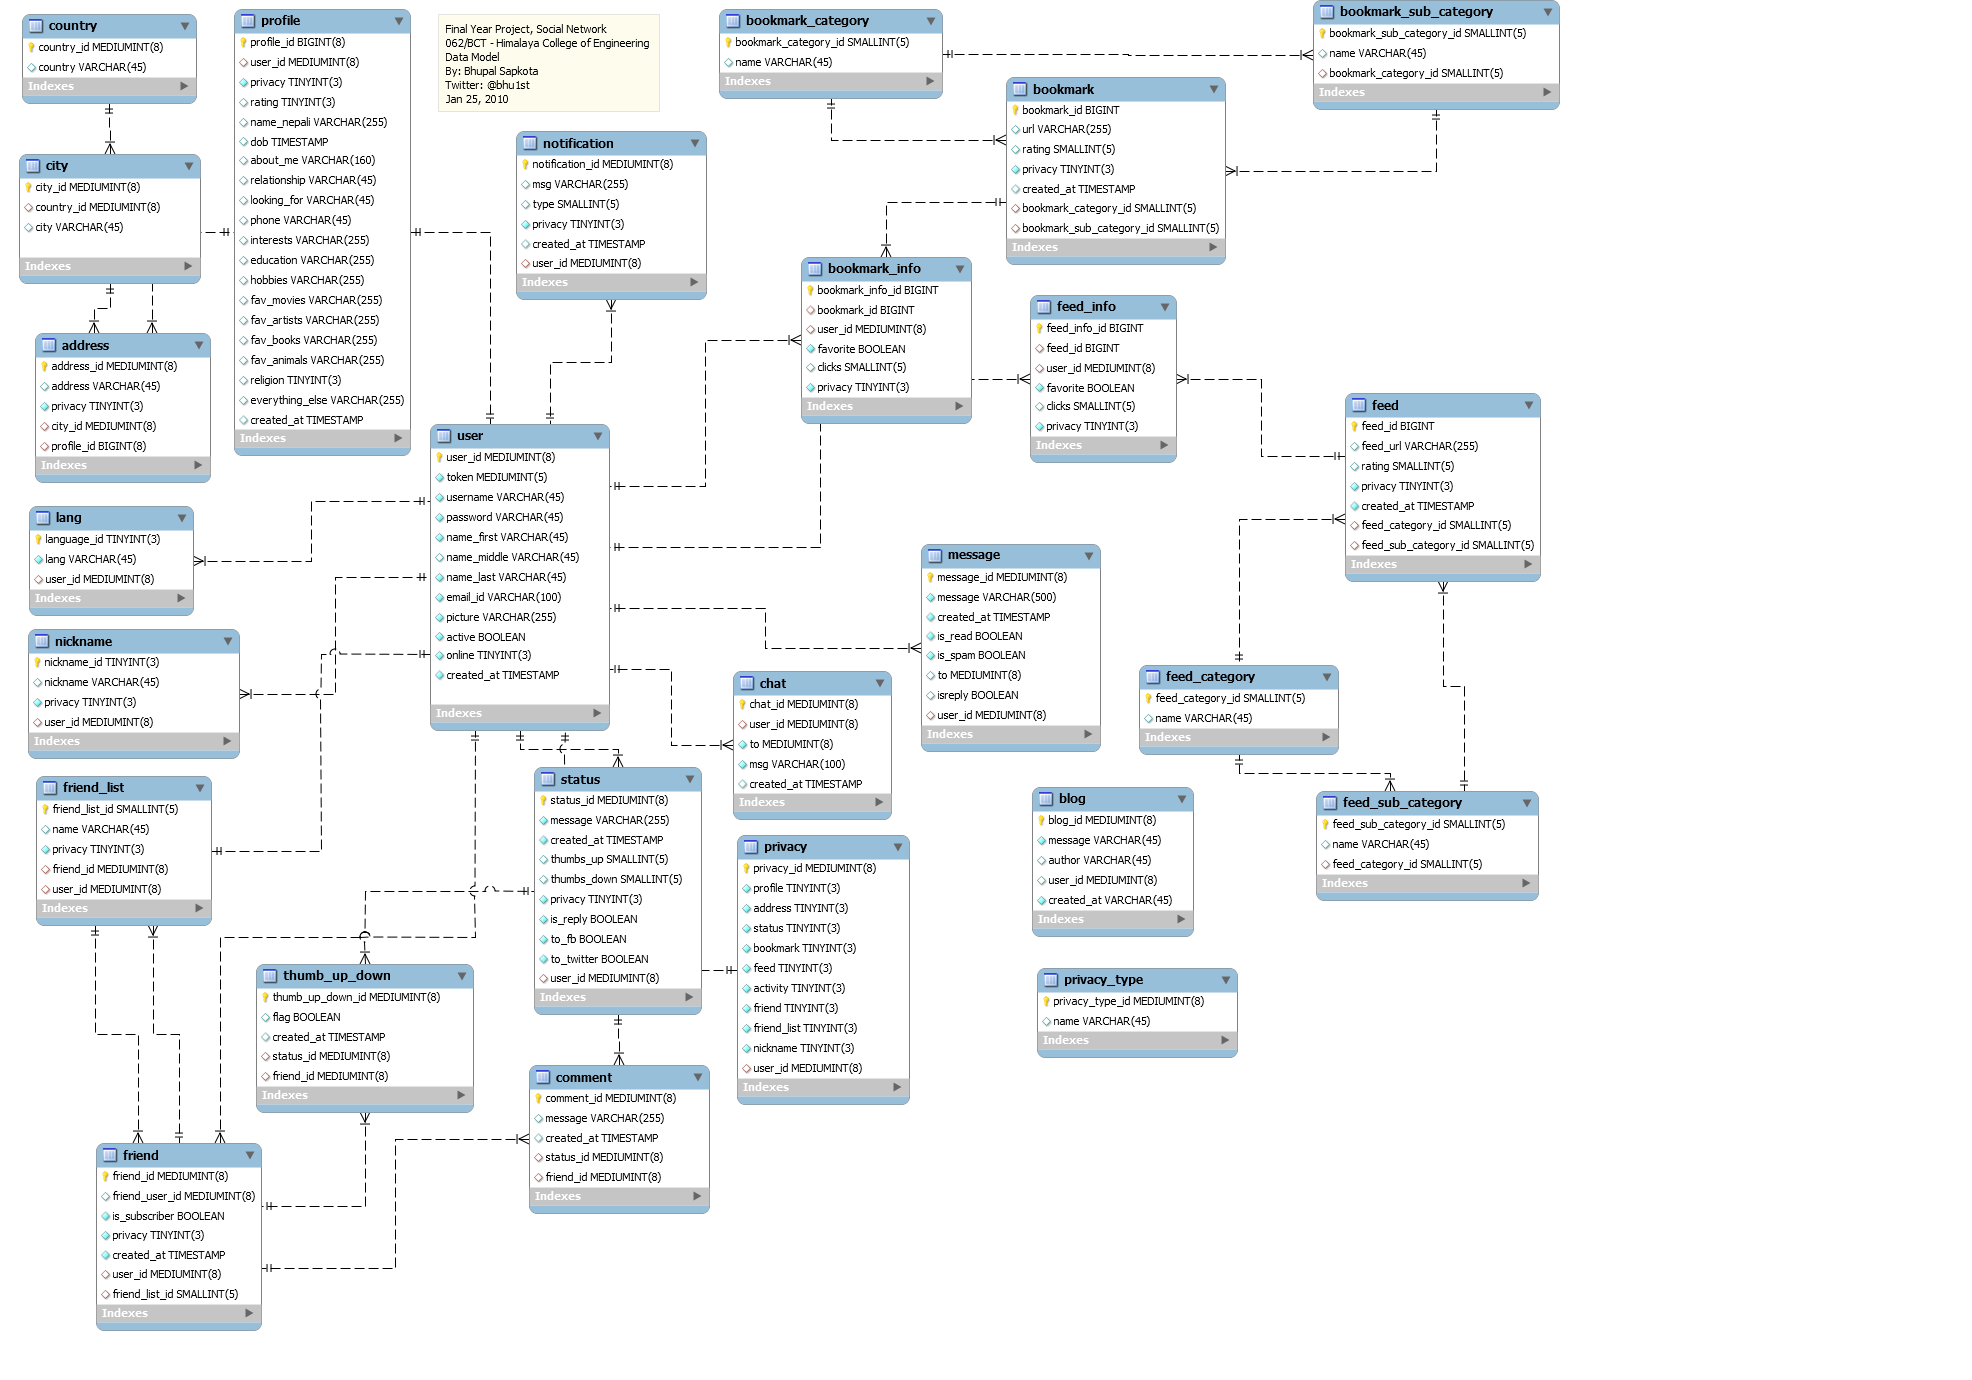 country
country_id MEDIUMINT(8)
country VARCHAR(45)
Indexes
city
city_id MEDIUMINT(8)
country_id MEDIUMINT(8)
city VARCHAR(45)
Indexes
address
address_id MEDIUMINT(8)
address VARCHAR(45)
privacy TINYINT(3)
city_id MEDIUMINT(8)
profile_id BIGINT(8)
Indexes
profile
profile_id BIGINT(8)
user_id MEDIUMINT(8)
privacy TINYINT(3)
rating TINYINT(3)
name_nepali VARCHAR(255)
dob TIMESTAMP
about_me VARCHAR(160)
relationship VARCHAR(45)
looking_for VARCHAR(45)
phone VARCHAR(45)
interests VARCHAR(255)
education VARCHAR(255)
hobbies VARCHAR(255)
fav_movies VARCHAR(255)
fav_artists VARCHAR(255)
fav_books VARCHAR(255)
fav_animals VARCHAR(255)
religion TINYINT(3)
everything_else VARCHAR(255)
created_at TIMESTAMP
Indexes
Final Year Project, Social Network
062/BCT - Himalaya College of Engineering
Data Model
By: Bhupal Sapkota
Twitter: @bhu1st
Jan 25, 2010
notification
notification_id MEDIUMINT(8)
msg VARCHAR(255)
type SMALLINT(5)
privacy TINYINT(3)
created_at TIMESTAMP
user_id MEDIUMINT(8)
Indexes
bookmark_category
bookmark_category_id SMALLINT(5)
name VARCHAR(45)
Indexes
bookmark_sub_category
bookmark_sub_category_id SMALLINT(5)
name VARCHAR(45)
bookmark_category_id SMALLINT(5)
Indexes
bookmark
bookmark_id BIGINT
url VARCHAR(255)
rating SMALLINT(5)
privacy TINYINT(3)
created_at TIMESTAMP
bookmark_category_id SMALLINT(5)
bookmark_sub_category_id SMALLINT(5)
Indexes
bookmark_info
bookmark_info_id BIGINT
bookmark_id BIGINT
user_id MEDIUMINT(8)
favorite BOOLEAN
clicks SMALLINT(5)
privacy TINYINT(3)
Indexes
feed_info
feed_info_id BIGINT
feed_id BIGINT
user_id MEDIUMINT(8)
favorite BOOLEAN
clicks SMALLINT(5)
privacy TINYINT(3)
Indexes
feed
feed_id BIGINT
feed_url VARCHAR(255)
rating SMALLINT(5)
privacy TINYINT(3)
created_at TIMESTAMP
feed_category_id SMALLINT(5)
feed_sub_category_id SMALLINT(5)
Indexes
user
user_id MEDIUMINT(8)
token MEDIUMINT(5)
username VARCHAR(45)
password VARCHAR(45)
name_first VARCHAR(45)
name_middle VARCHAR(45)
name_last VARCHAR(45)
email_id VARCHAR(100)
picture VARCHAR(255)
active BOOLEAN
online TINYINT(3)
created_at TIMESTAMP
Indexes
lang
language_id TINYINT(3)
lang VARCHAR(45)
user_id MEDIUMINT(8)
Indexes
nickname
nickname_id TINYINT(3)
nickname VARCHAR(45)
privacy TINYINT(3)
user_id MEDIUMINT(8)
Indexes
message
message_id MEDIUMINT(8)
message VARCHAR(500)
created_at TIMESTAMP
is_read BOOLEAN
is_spam BOOLEAN
to MEDIUMINT(8)
isreply BOOLEAN
user_id MEDIUMINT(8)
Indexes
chat
chat_id MEDIUMINT(8)
user_id MEDIUMINT(8)
to MEDIUMINT(8)
msg VARCHAR(100)
created_at TIMESTAMP
Indexes
feed_category
feed_category_id SMALLINT(5)
name VARCHAR(45)
Indexes
feed_sub_category
feed_sub_category_id SMALLINT(5)
name VARCHAR(45)
feed_category_id SMALLINT(5)
Indexes
friend_list
friend_list_id SMALLINT(5)
name VARCHAR(45)
privacy TINYINT(3)
friend_id MEDIUMINT(8)
user_id MEDIUMINT(8)
Indexes
status
status_id MEDIUMINT(8)
message VARCHAR(255)
created_at TIMESTAMP
thumbs_up SMALLINT(5)
thumbs_down SMALLINT(5)
privacy TINYINT(3)
is_reply BOOLEAN
to_fb BOOLEAN
to_twitter BOOLEAN
user_id MEDIUMINT(8)
Indexes
privacy
privacy_id MEDIUMINT(8)
profile TINYINT(3)
address TINYINT(3)
status TINYINT(3)
bookmark TINYINT(3)
feed TINYINT(3)
activity TINYINT(3)
friend TINYINT(3)
friend_list TINYINT(3)
nickname TINYINT(3)
user_id MEDIUMINT(8)
Indexes
blog
blog_id MEDIUMINT(8)
message VARCHAR(45)
author VARCHAR(45)
user_id MEDIUMINT(8)
created_at VARCHAR(45)
Indexes
privacy_type
privacy_type_id MEDIUMINT(8)
name VARCHAR(45)
Indexes
thumb_up_down
thumb_up_down_id MEDIUMINT(8)
flag BOOLEAN
created_at TIMESTAMP
status_id MEDIUMINT(8)
friend_id MEDIUMINT(8)
Indexes
comment
comment_id MEDIUMINT(8)
message VARCHAR(255)
created_at TIMESTAMP
status_id MEDIUMINT(8)
friend_id MEDIUMINT(8)
Indexes
friend
friend_id MEDIUMINT(8)
friend_user_id MEDIUMINT(8)
is_subscriber BOOLEAN
privacy TINYINT(3)
created_at TIMESTAMP
user_id MEDIUMINT(8)
friend_list_id SMALLINT(5)
Indexes